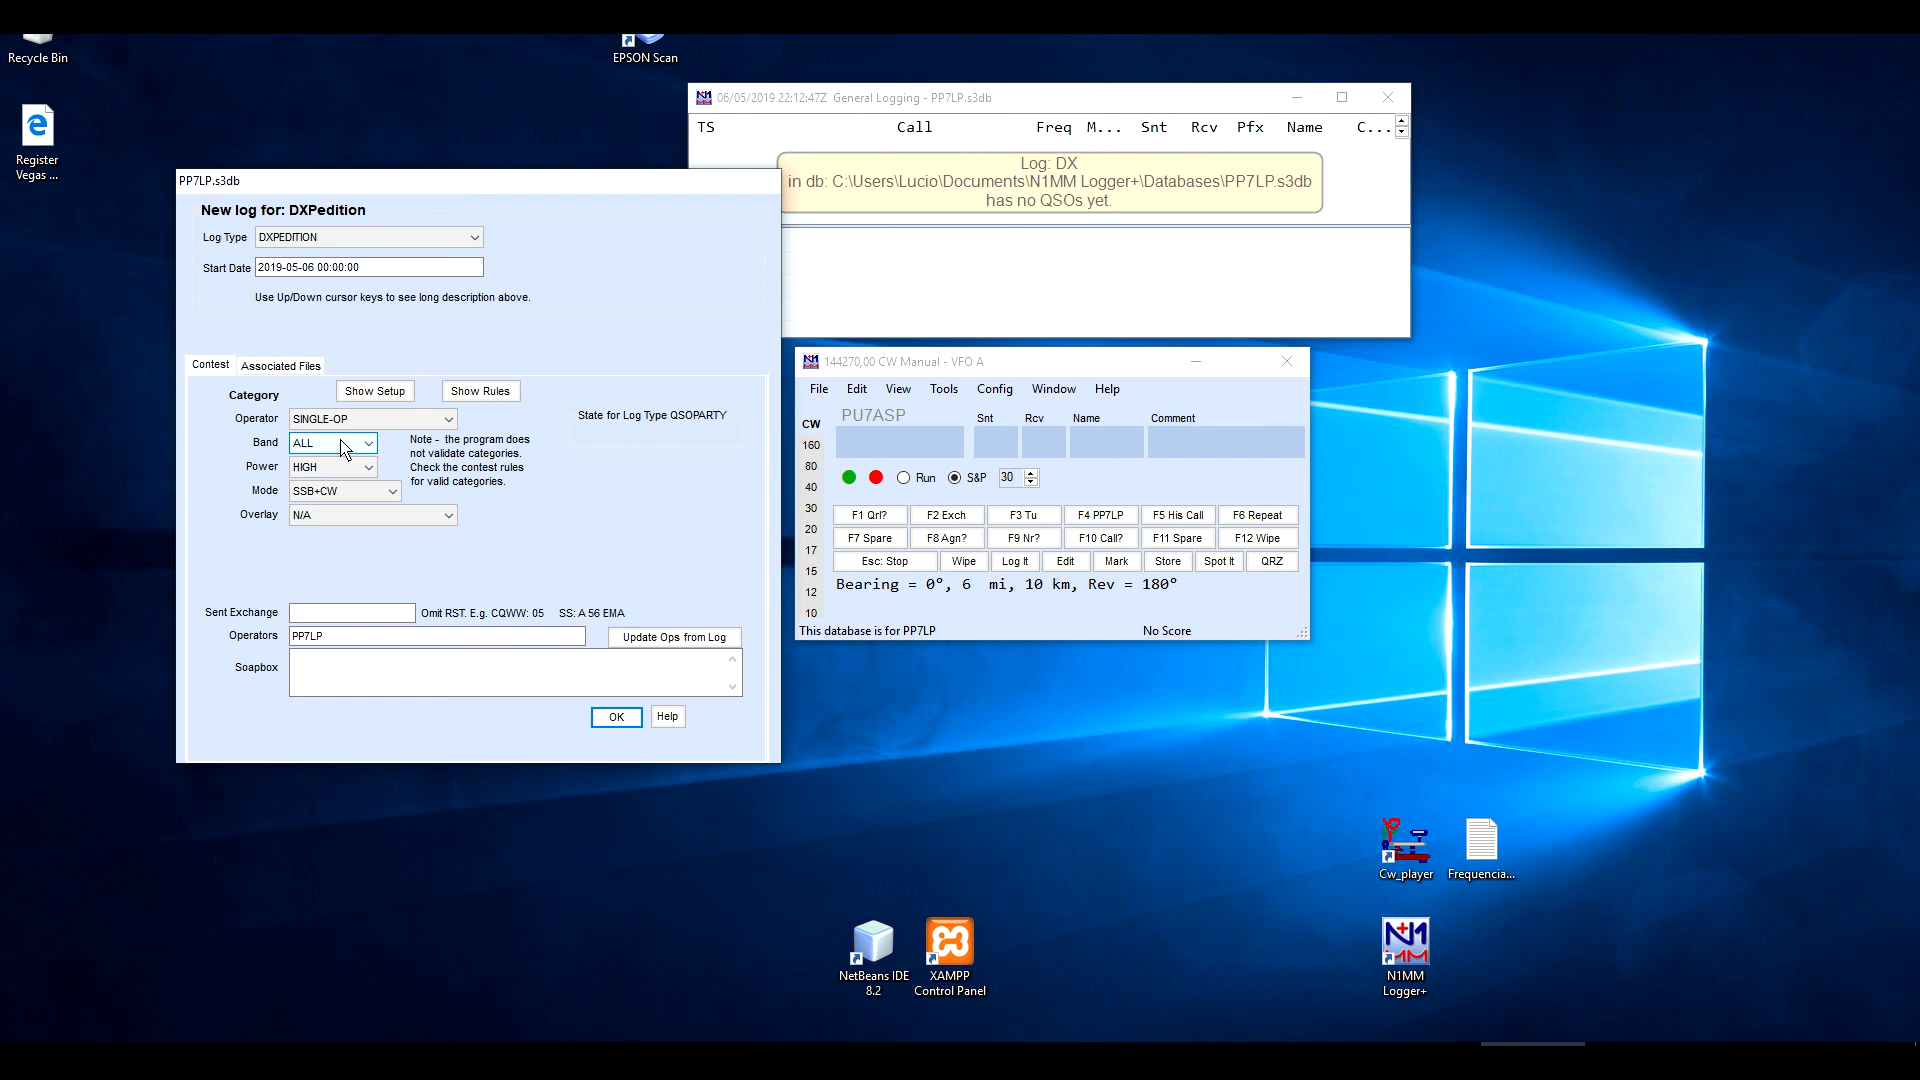 Recycle Bin
EPSON Scan
Register
Vegas ...
06/05/2019 22:12:47Z General Logging - PP7LP.s3db
TS Call Freq M... Snt Rcv Pfx Name C...
Log: DX
in db: C:\Users\Lucio\Documents\N1MM Logger+\Databases\PP7LP.s3db
has no QSOs yet.
PP7LP.s3db
New log for: DXPedition
Log Type DXPEDITION
Start Date 2019-05-06 00:00:00
Use Up/Down cursor keys to see long description above.
Contest Associated Files
Category Show Setup Show Rules
Operator SINGLE-OP
State for Log Type QSOPARTY
Band ALL
Power HIGH
Mode SSB+CW
Overlay N/A
Note - the program does
not validate categories.
Check the contest rules
for valid categories.
Sent Exchange Omit RST. E.g. CQWW: 05 SS: A 56 EMA
Operators PP7LP Update Ops from Log
Soapbox
OK Help
144270,00 CW Manual - VFO A
File Edit View Tools Config Window Help
PU7ASP Snt Rcv Name Comment
CW
160
80
40
30
20
17
15
12
10
Run S&P 30
F1 Qrl? F2 Exch F3 Tu F4 PP7LP F5 His Call F6 Repeat
F7 Spare F8 Agn? F9 Nr? F10 Call? F11 Spare F12 Wipe
Esc: Stop Wipe Log It Edit Mark Store Spot It QRZ
Bearing = 0º, 6 mi, 10 km, Rev = 180º
This database is for PP7LP No Score
Cw_player
Frequencia...
NetBeans IDE
8.2
XAMPP
Control Panel
N1MM
Logger+